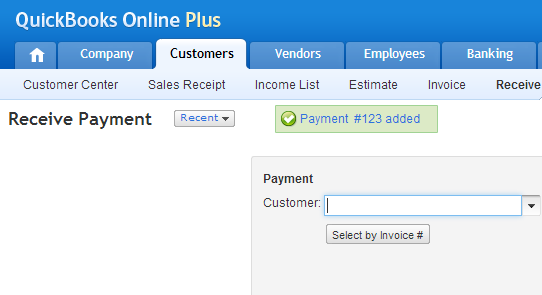 QuickBooks Online Plus
Company Customers Vendors Employees Banking
Customer Center Sales Receipt Income List Estimate Invoice Receive
Receive Payment Recent Payment #123 added
Payment
Customer:
Select by Invoice #